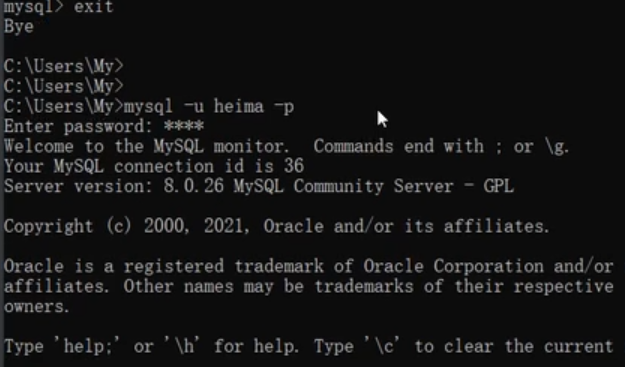 mysql> exit
Bye
C:\Users\My>
C:\Users\My>
C:\Users\My>mysql -u heima -p
Enter password: ****
Welcome to the MySQL monitor.  Commands end with ; or \g.
Your MySQL connection id is 36
Server version: 8.0.26 MySQL Community Server - GPL
Copyright (c) 2000, 2021, Oracle and/or its affiliates.
Oracle is a registered trademark of Oracle Corporation and/or
affiliates. Other names may be trademarks of their respective
owners.
Type 'help;' or '\h' for help. Type '\c' to clear the current